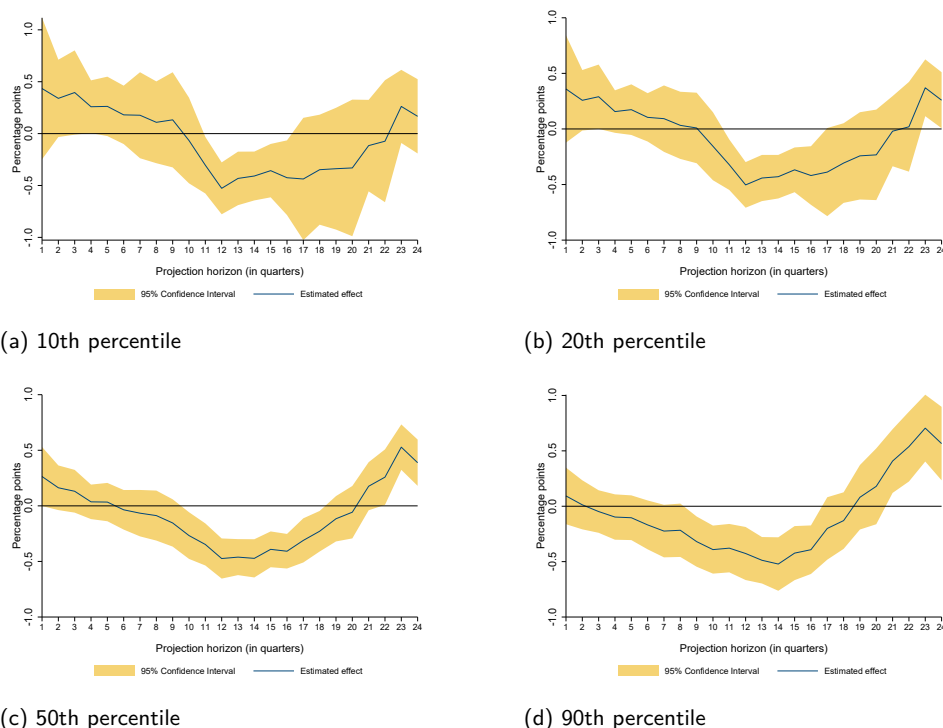 Percentage points
1.0
0.5
0.0
-0.5
-1.0
1 2 3 4 5 6 7 8 9 10 11 12 13 14 15 16 17 18 19 20 21 22 23 24
Projection horizon (in quarters)
95% Confidence Interval Estimated effect
(a) 10th percentile
Percentage points
1.0
0.5
0.0
-0.5
-1.0
1 2 3 4 5 6 7 8 9 10 11 12 13 14 15 16 17 18 19 20 21 22 23 24
Projection horizon (in quarters)
95% Confidence Interval Estimated effect
(b) 20th percentile
Percentage points
1.0
0.5
0.0
-0.5
-1.0
1 2 3 4 5 6 7 8 9 10 11 12 13 14 15 16 17 18 19 20 21 22 23 24
Projection horizon (in quarters)
95% Confidence Interval Estimated effect
(c) 50th percentile
Percentage points
1.0
0.5
0.0
-0.5
-1.0
1 2 3 4 5 6 7 8 9 10 11 12 13 14 15 16 17 18 19 20 21 22 23 24
Projection horizon (in quarters)
95% Confidence Interval Estimated effect
(d) 90th percentile